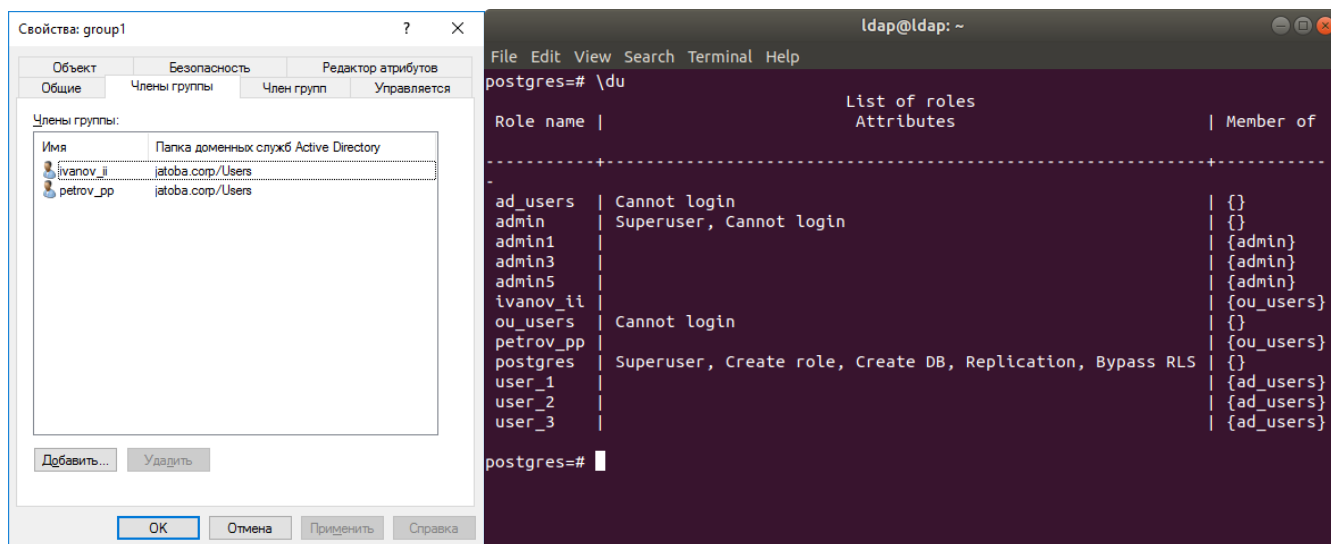 Свойства: group1
?
Объект Безопасность Редактор атрибутов
Общие Члены группы Член групп Управляется
Члены группы:
Имя Папка доменных служб Active Directory
ivanov_ii jatoba.corp/Users
petrov_pp jatoba.corp/Users
Добавить... Удалить
OK Отмена Применить Справка
ldap@ldap: ~
File Edit View Search Terminal Help
postgres=# \du
List of roles
Role name | Attributes | Member of
-----------+------------------------------------------------------------+-----------
-
ad_users | Cannot login | {}
admin | Superuser, Cannot login | {}
admin1 | | {admin}
admin3 | | {admin}
admin5 | | {admin}
ivanov_ii | | {ou_users}
ou_users | Cannot login | {}
petrov_pp | | {ou_users}
postgres | Superuser, Create role, Create DB, Replication, Bypass RLS | {}
user_1 | | {ad_users}
user_2 | | {ad_users}
user_3 | | {ad_users}
postgres=#